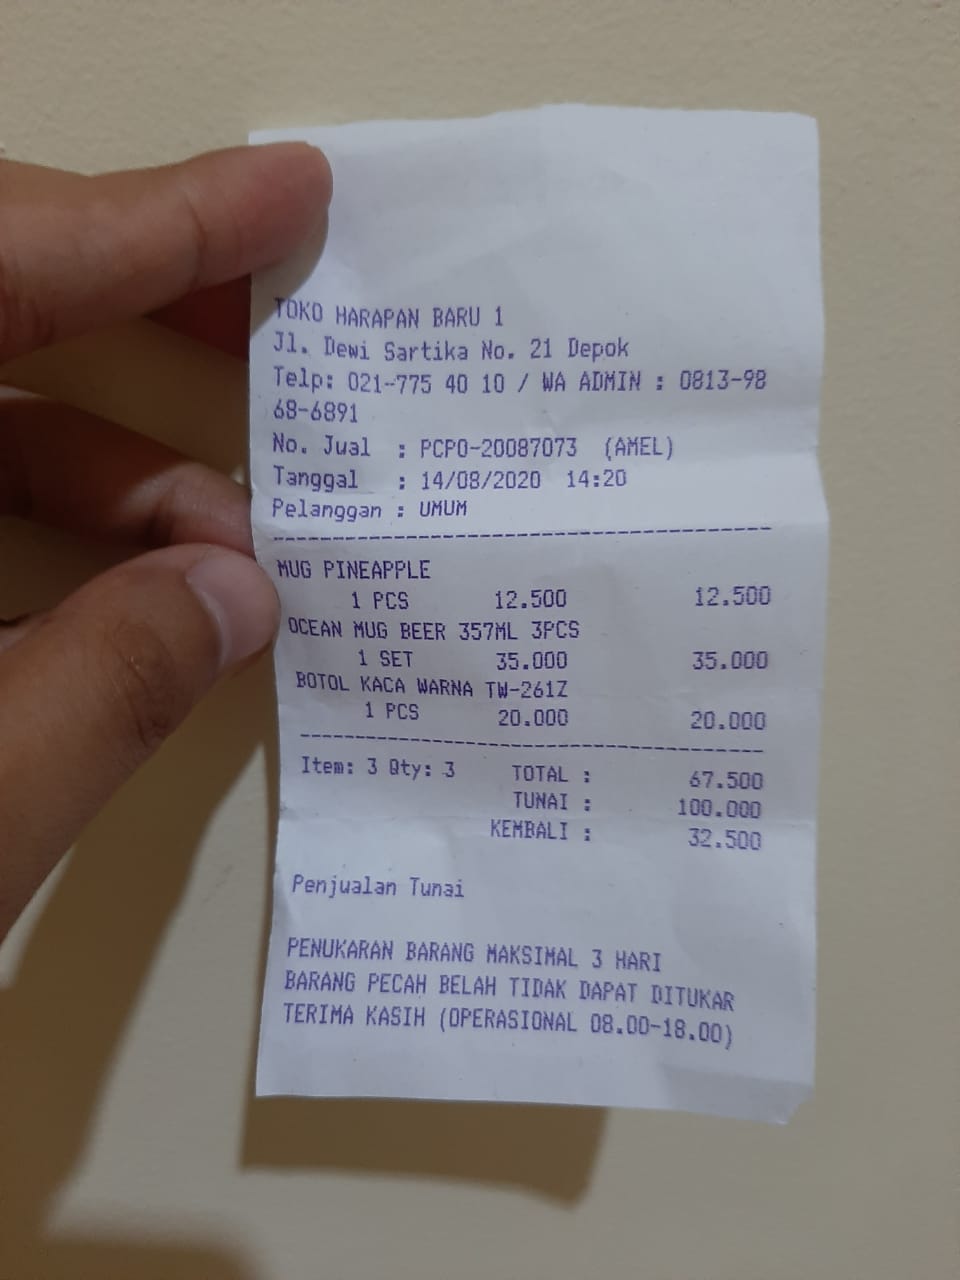 TOKO HARAPAN BARU 1
Jl. Dewi Sartika No. 21 Depok
Telp: 021-775 40 10 / WA ADMIN : 0813-98
68-6891
No. Jual : PCPO-20087073 (AMEL)
Tanggal : 14/08/2020 14:20
Pelanggan : UMUM
MUG PINEAPPLE
1 PCS 12.500 12.500
OCEAN MUG BEER 357ML 3PCS
1 SET 35.000 35.000
BOTOL KACA WARNA TW-261Z
1 PCS 20.000 20.000
Item: 3 Qty: 3 TOTAL : 67.500
TUNAI : 100.000
KEMBALI : 32.500
Penjualan Tunai
PENUKARAN BARANG MAKSIMAL 3 HARI
BARANG PECAH BELAH TIDAK DAPAT DITUKAR
TERIMA KASIH (OPERASIONAL 08.00-18.00)